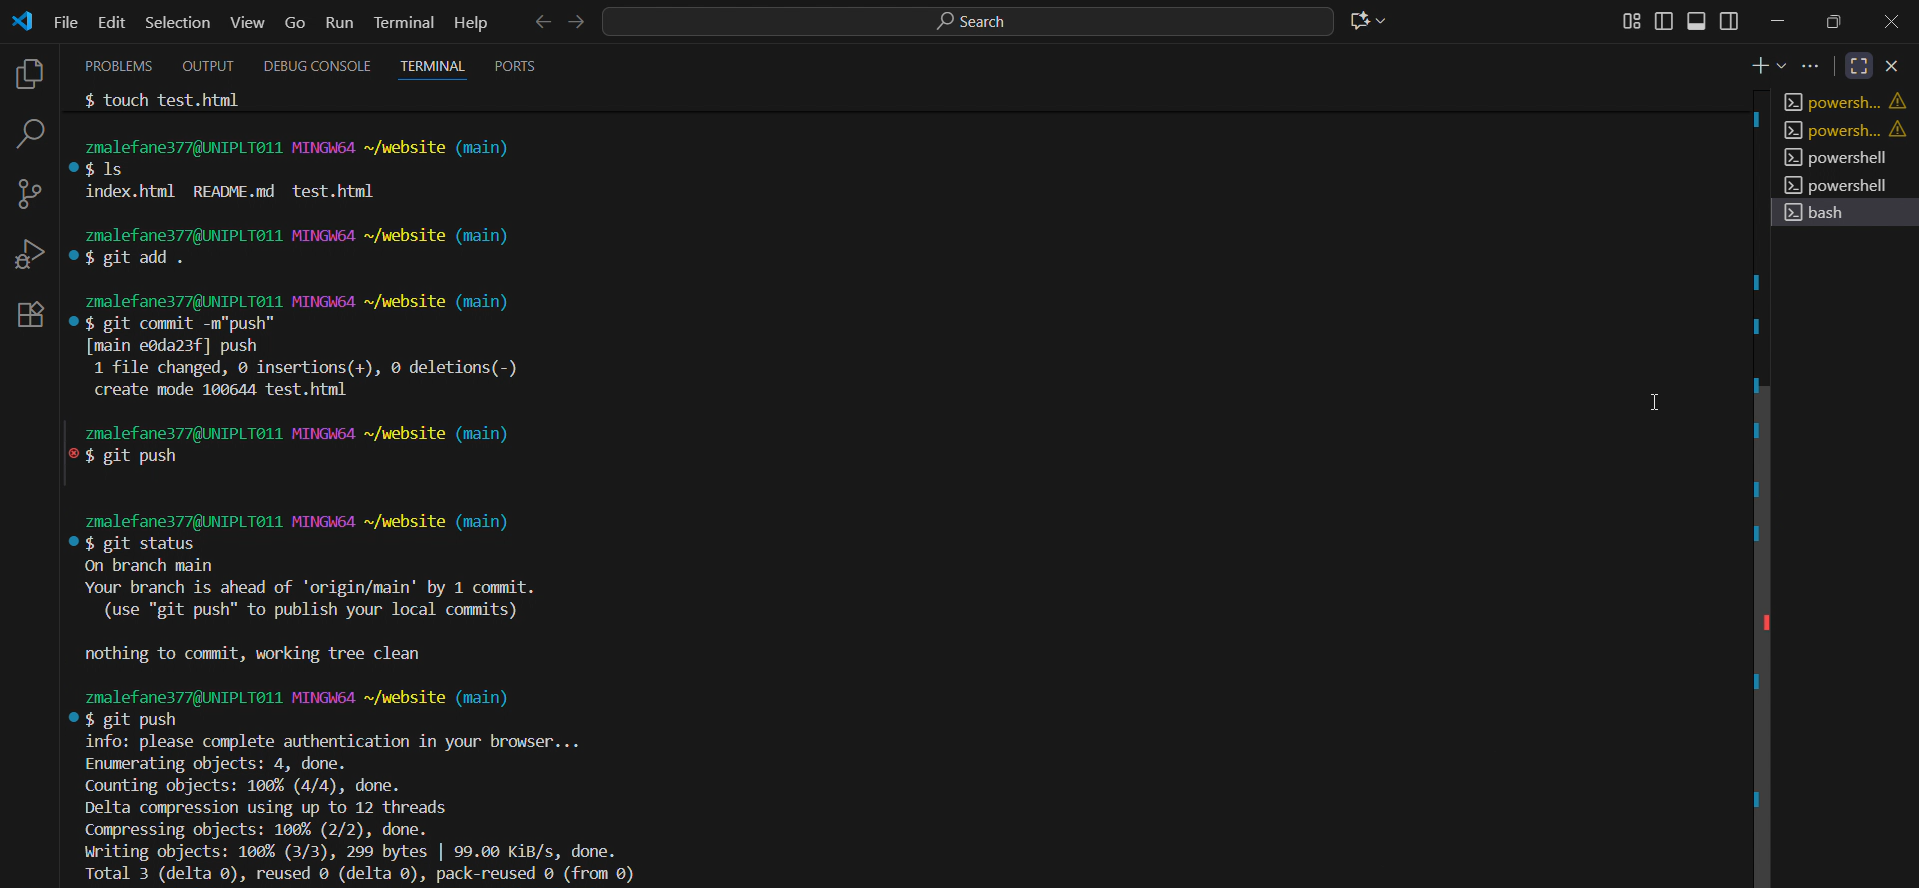 File Edit Selection View Go Run Terminal Help Search
PROBLEMS OUTPUT DEBUG CONSOLE TERMINAL PORTS
$ touch test.html
zmalefane377@UNIPLT011 MINGW64 ~/website (main)
$ ls
index.html README.md test.html
zmalefane377@UNIPLT011 MINGW64 ~/website (main)
$ git add .
zmalefane377@UNIPLT011 MINGW64 ~/website (main)
$ git commit -m"push"
[main e0da23f] push
1 file changed, 0 insertions(+), 0 deletions(-)
create mode 100644 test.html
zmalefane377@UNIPLT011 MINGW64 ~/website (main)
$ git push
zmalefane377@UNIPLT011 MINGW64 ~/website (main)
$ git status
On branch main
Your branch is ahead of 'origin/main' by 1 commit.
(use "git push" to publish your local commits)
nothing to commit, working tree clean
zmalefane377@UNIPLT011 MINGW64 ~/website (main)
$ git push
info: please complete authentication in your browser...
Enumerating objects: 4, done.
Counting objects: 100% (4/4), done.
Delta compression using up to 12 threads
Compressing objects: 100% (2/2), done.
Writing objects: 100% (3/3), 299 bytes | 99.00 KiB/s, done.
Total 3 (delta 0), reused 0 (delta 0), pack-reused 0 (from 0)
powersh...
powersh...
powershell
powershell
bash